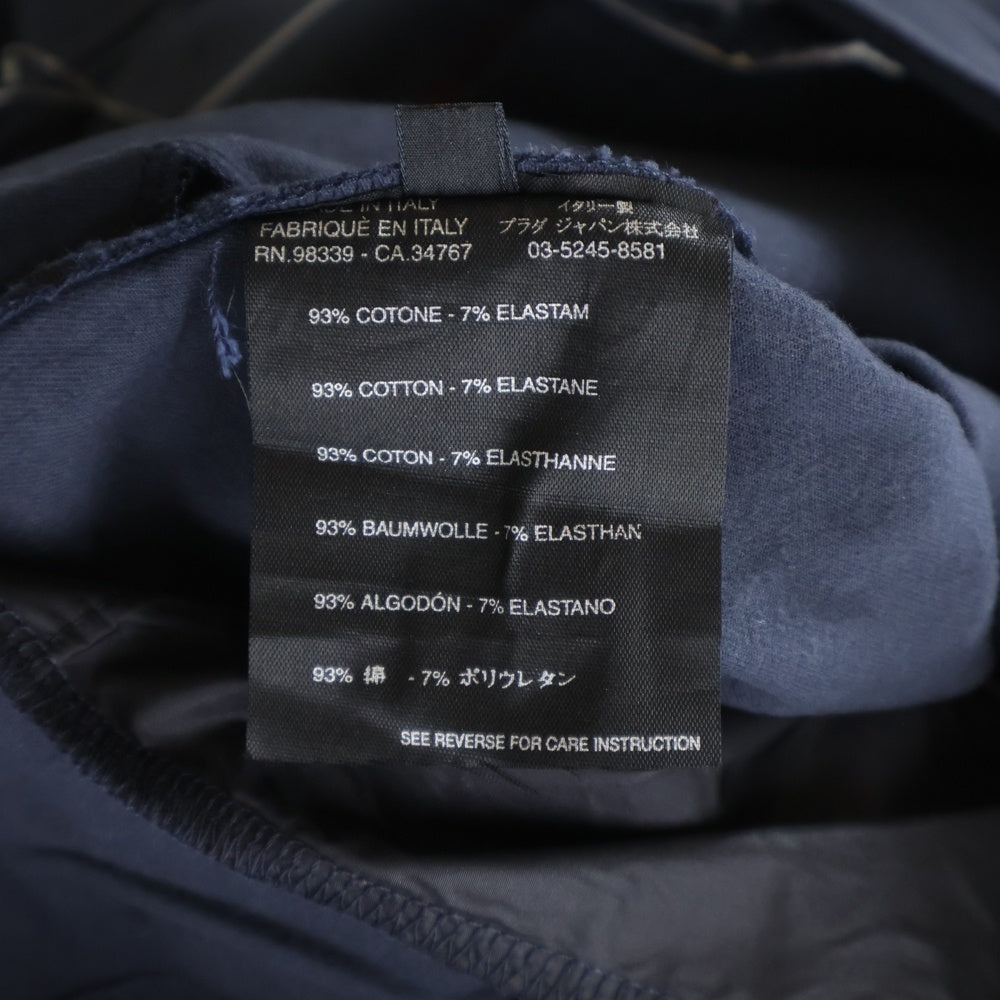 IN ITALY
FABRIQUÈ EN ITALY
RN.98339 - CA.34767
イタリー製
プラダ ジャパン株式会社
03-5245-8581
93% COTONE - 7% ELASTAM
93% COTTON - 7% ELASTANE
93% COTON - 7% ELASTHANNE
93% BAUMWOLLE - 7% ELASTHAN
93% ALGODÓN - 7% ELASTANO
93% 綿 - 7% ポリウレタン
SEE REVERSE FOR CARE INSTRUCTION